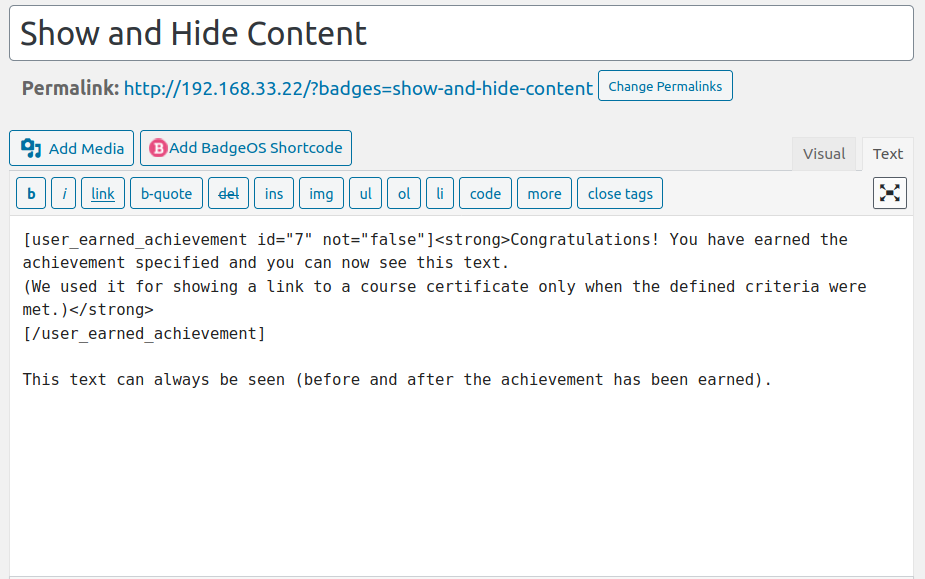 Show and Hide Content
Permalink: http://192.168.33.22/?badges=show-and-hide-content Change Permalinks
Add Media B Add BadgeOS Shortcode
Visual Text
b i link b-quote del ins img ul ol li code more close tags
[user_earned_achievement id="7" not="false"]<strong>Congratulations! You have earned the
achievement specified and you can now see this text.
(We used it for showing a link to a course certificate only when the defined criteria were
met.)</strong>
[/user_earned_achievement]
This text can always be seen (before and after the achievement has been earned).